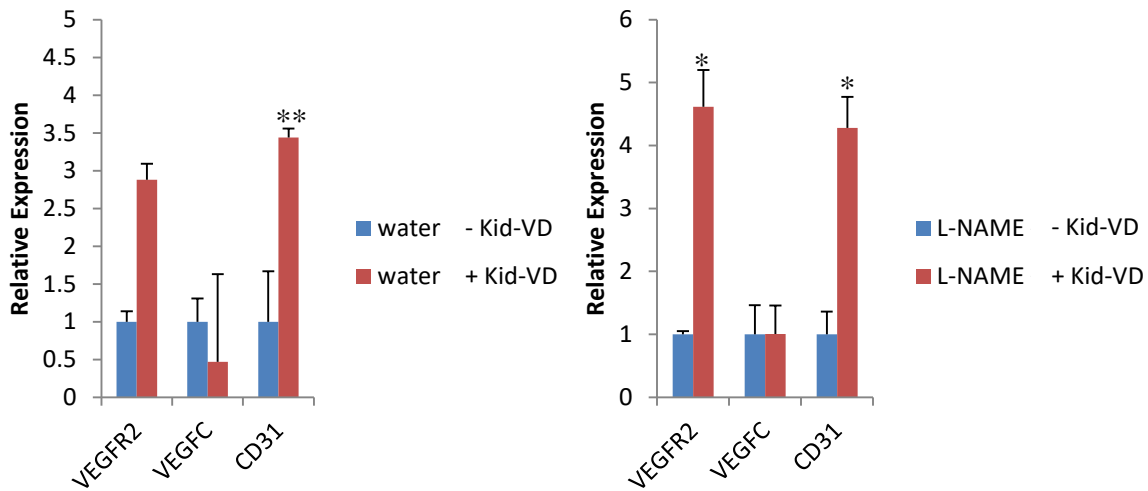 5
4.5
4
3.5
3
2.5
2
1.5
1
0.5
0
Relative Expression
**
VEGFR2
VEGFC
CD31
water - Kid-VD
water + Kid-VD
6
5
4
3
2
1
0
Relative Expression
*
*
VEGFR2
VEGFC
CD31
L-NAME - Kid-VD
L-NAME + Kid-VD